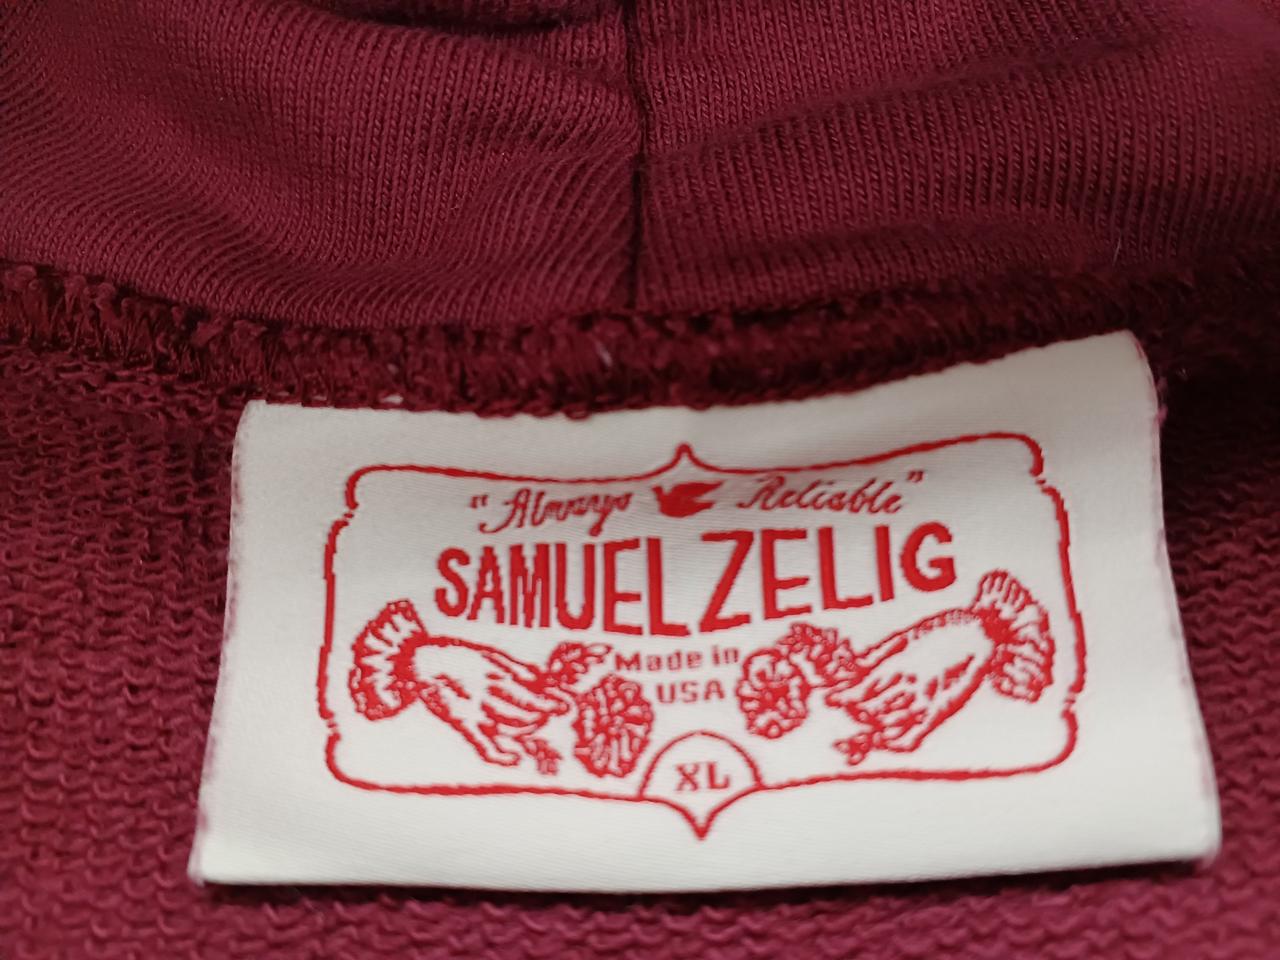 "Always Reliable"
SAMUEL ZELIG
Made in
USA
XL